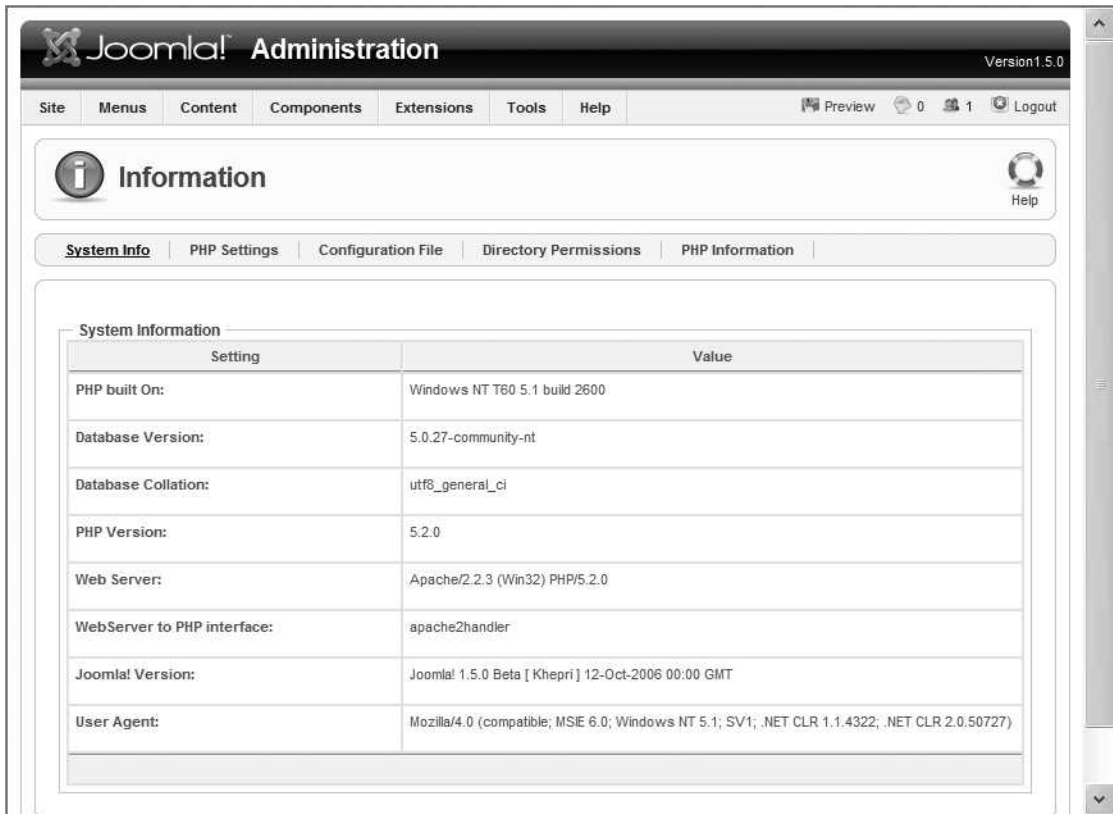 Joomla!™ Administration
Version1.5.0
Site Menus Content Components Extensions Tools Help Preview 0 1 Logout
Information
Help
System Info PHP Settings Configuration File Directory Permissions PHP Information
System Information
Setting Value
PHP built On: Windows NT T60 5.1 build 2600
Database Version: 5.0.27-community-nt
Database Collation: utf8_general_ci
PHP Version: 5.2.0
Web Server: Apache/2.2.3 (Win32) PHP/5.2.0
WebServer to PHP interface: apache2handler
Joomla! Version: Joomla! 1.5.0 Beta [ Khepri ] 12-Oct-2006 00:00 GMT
User Agent: Mozilla/4.0 (compatible; MSIE 6.0; Windows NT 5.1; SV1; .NET CLR 1.1.4322; .NET CLR 2.0.50727)